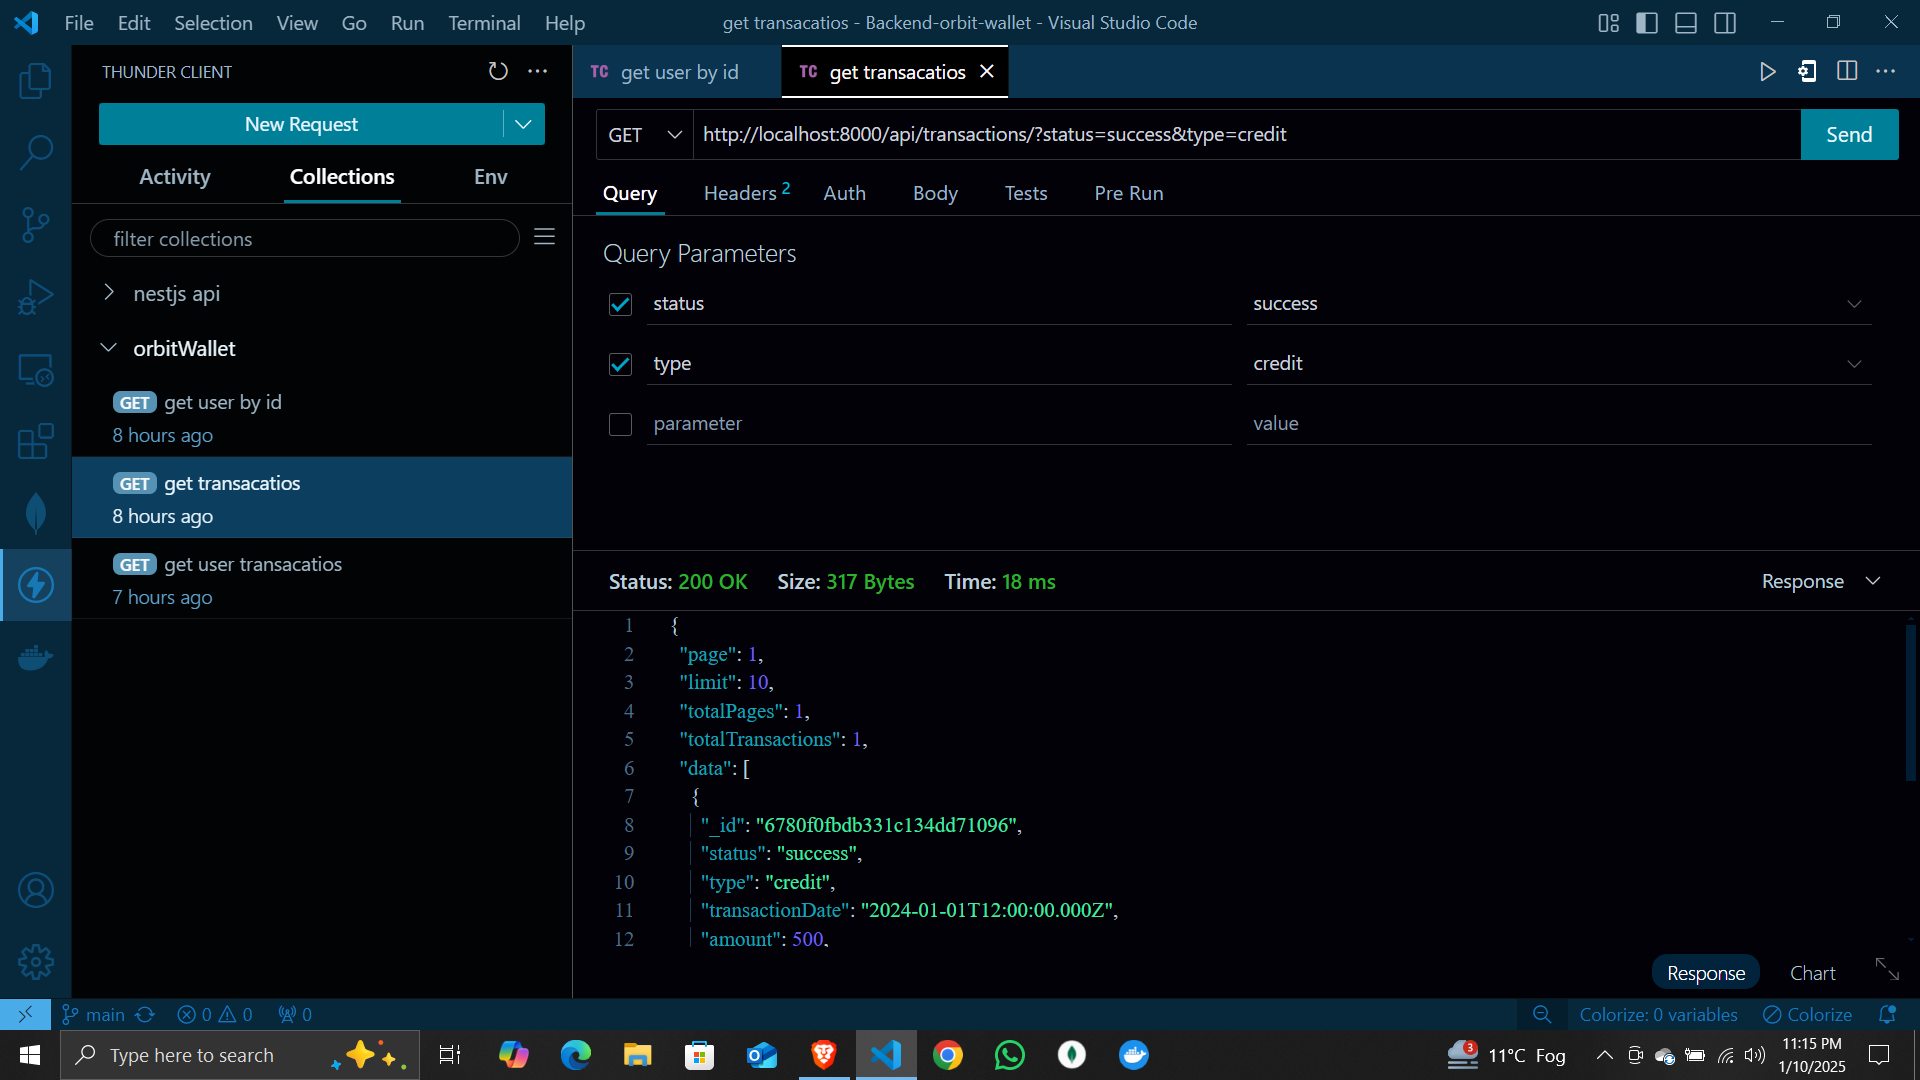 File Edit Selection View Go Run Terminal Help
get transacatios - Backend-orbit-wallet - Visual Studio Code
THUNDER CLIENT
New Request
Activity Collections Env
filter collections
nestjs api
orbitWallet
GET get user by id
8 hours ago
GET get transacatios
8 hours ago
GET get user transacatios
7 hours ago
TC get user by id
TC get transacatios
GET http://localhost:8000/api/transactions/?status=success&type=credit Send
Query Headers 2 Auth Body Tests Pre Run
Query Parameters
status success
type credit
parameter value
Status: 200 OK Size: 317 Bytes Time: 18 ms Response
1 {
2 "page": 1,
3 "limit": 10,
4 "totalPages": 1,
5 "totalTransactions": 1,
6 "data": [
7 {
8 "_id": "6780f0fbdb331c134dd71096",
9 "status": "success",
10 "type": "credit",
11 "transactionDate": "2024-01-01T12:00:00.000Z",
12 "amount": 500,
Response Chart
main 0 0 0 Colorize: 0 variables Colorize
Type here to search
3 11°C Fog
11:15 PM
1/10/2025